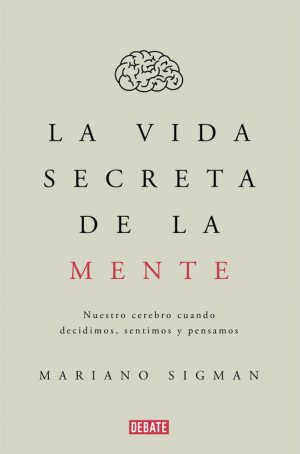 LA VIDA
SECRETA
DE LA
MENTE
Nuestro cerebro cuando
decidimos, sentimos y pensamos
MARIANO SIGMAN
DEBATE